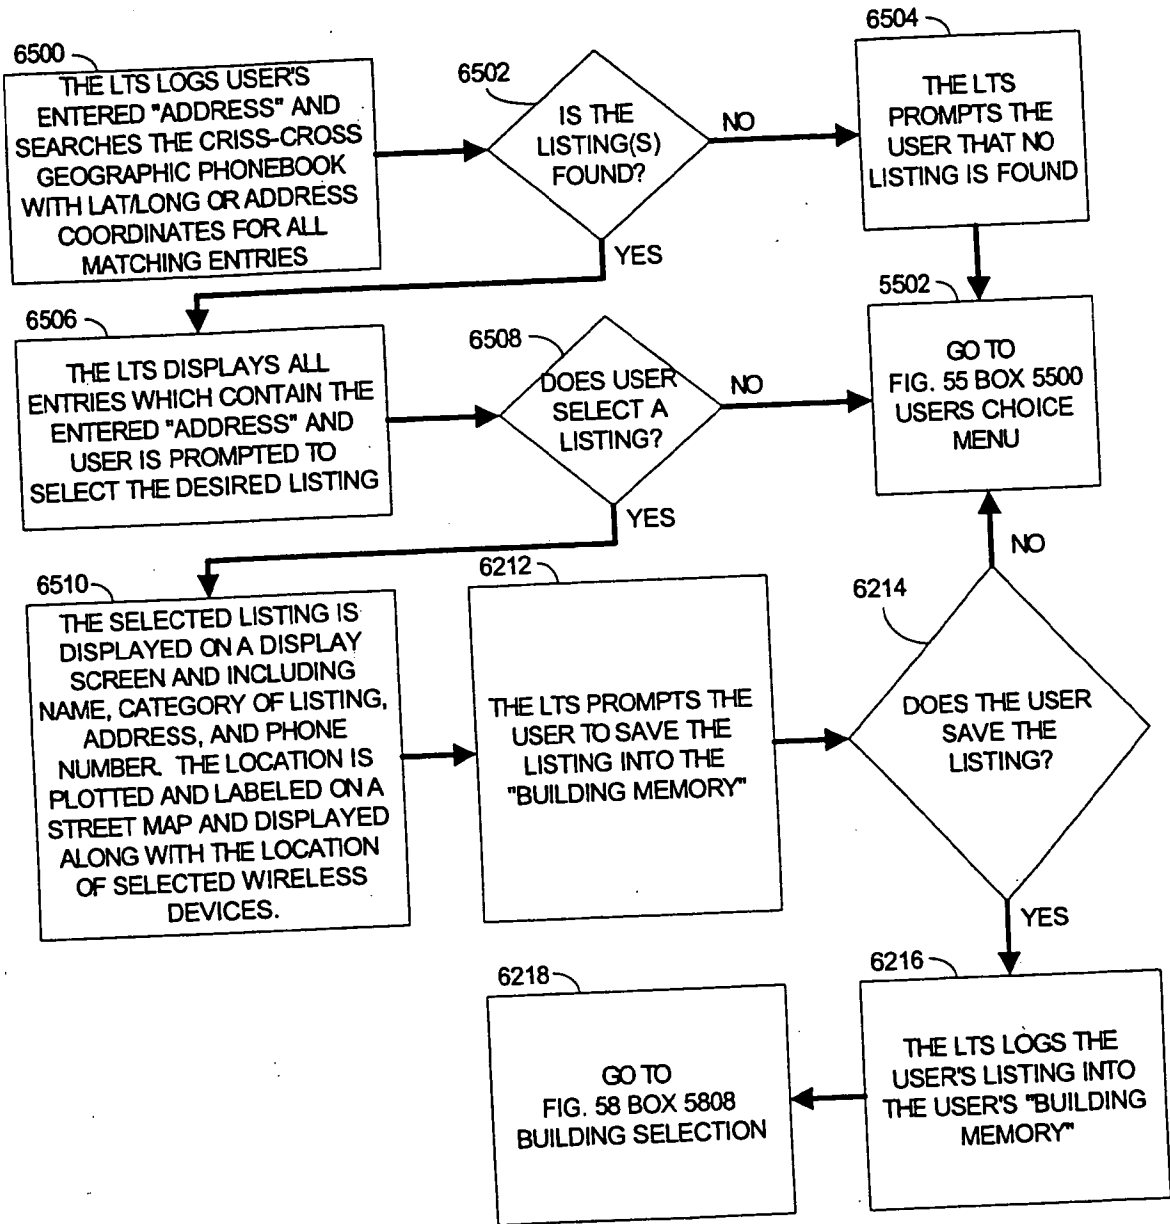 6500
THE LTS LOGS USER'S
ENTERED "ADDRESS" AND
SEARCHES THE CRISS-CROSS
GEOGRAPHIC PHONEBOOK
WITH LAT/LONG OR ADDRESS
COORDINATES FOR ALL
MATCHING ENTRIES
6502
IS THE
LISTING(S)
FOUND?
NO
YES
6504
THE LTS
PROMPTS THE
USER THAT NO
LISTING IS FOUND
6506
THE LTS DISPLAYS ALL
ENTRIES WHICH CONTAIN THE
ENTERED "ADDRESS" AND
USER IS PROMPTED TO
SELECT THE DESIRED LISTING
6508
DOES USER
SELECT A
LISTING?
NO
YES
5502
GO TO
FIG. 55 BOX 5500
USERS CHOICE
MENU
6510
THE SELECTED LISTING IS
DISPLAYED ON A DISPLAY
SCREEN AND INCLUDING
NAME, CATEGORY OF LISTING,
ADDRESS, AND PHONE
NUMBER. THE LOCATION IS
PLOTTED AND LABELED ON A
STREET MAP AND DISPLAYED
ALONG WITH THE LOCATION
OF SELECTED WIRELESS
DEVICES.
6212
THE LTS PROMPTS THE
USER TO SAVE THE
LISTING INTO THE
"BUILDING MEMORY"
6214
DOES THE USER
SAVE THE
LISTING?
NO
YES
6216
THE LTS LOGS THE
USER'S LISTING INTO
THE USER'S "BUILDING
MEMORY"
6218
GO TO
FIG. 58 BOX 5808
BUILDING SELECTION